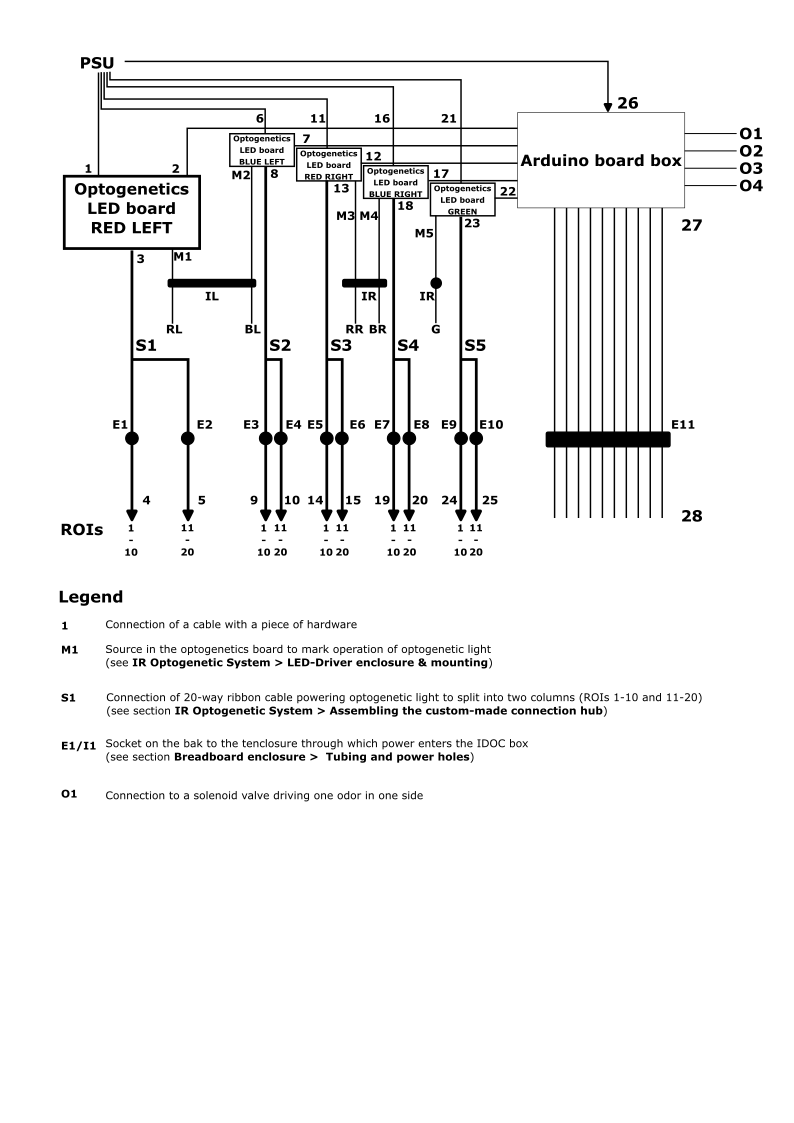 PSU
26
6
11
16
21
O1
O2
O3
O4
Arduino board box
Optogenetics
LED board
BLUE LEFT
7
Optogenetics
LED board
RED RIGHT
12
Optogenetics
LED board
BLUE RIGHT
17
Optogenetics
LED board
GREEN
22
1
2
Optogenetics
LED board
RED LEFT
M2
8
13
18
23
27
M3
M4
M5
3
M1
IL
IR
IR
RL
BL
RR
BR
G
S1
S2
S3
S4
S5
E1
E2
E3
E4
E5
E6
E7
E8
E9
E10
E11
4
5
9
10
14
15
19
20
24
25
28
ROIs
1
-
10
11
-
20
1
-
10
11
-
20
1
-
10
11
-
20
1
-
10
11
-
20
1
-
10
11
-
20
Legend
1 Connection of a cable with a piece of hardware
M1 Source in the optogenetics board to mark operation of optogenetic light
(see IR Optogenetic System > LED-Driver enclosure & mounting)
S1 Connection of 20-way ribbon cable powering optogenetic light to split into two columns (ROIs 1-10 and 11-20)
(see section IR Optogenetic System > Assembling the custom-made connection hub)
E1/I1 Socket on the bak to the tenclosure through which power enters the IDOC box
(see section Breadboard enclosure > Tubing and power holes)
O1 Connection to a solenoid valve driving one odor in one side